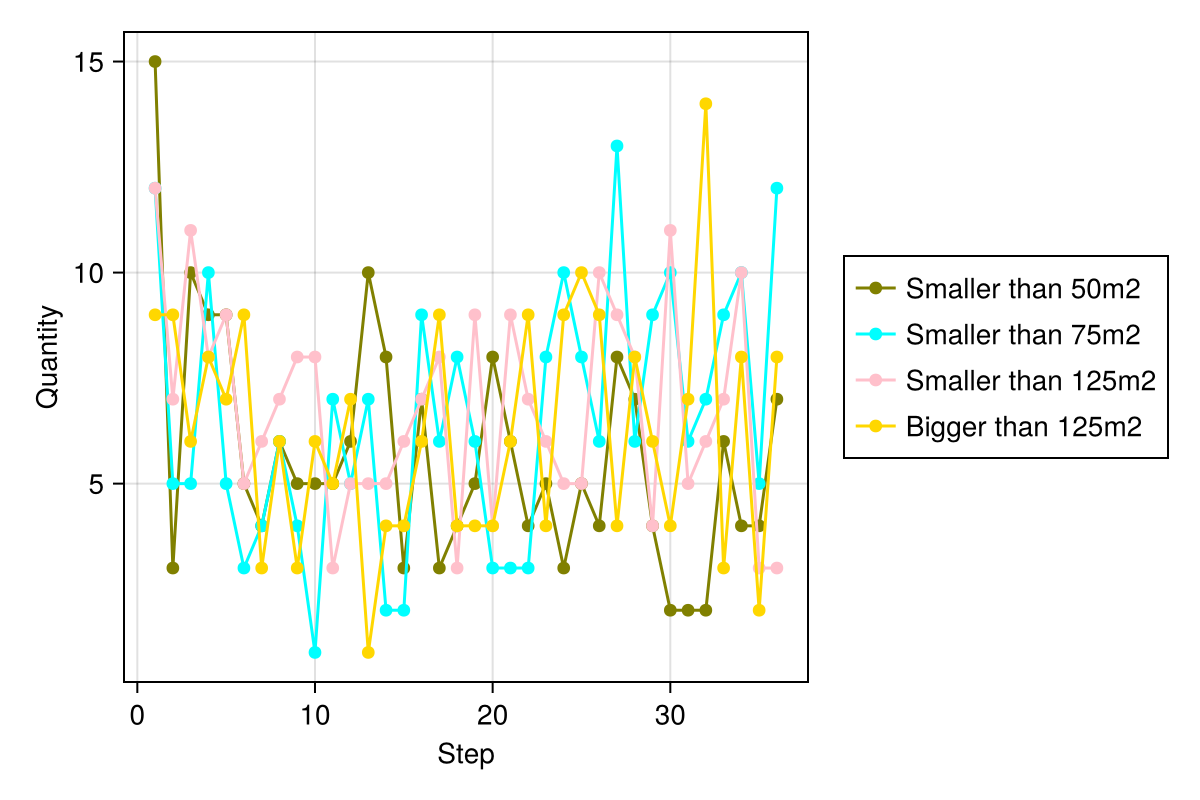 15
10
5
Quantity
0 10 20 30
Step
Smaller than 50m2
Smaller than 75m2
Smaller than 125m2
Bigger than 125m2